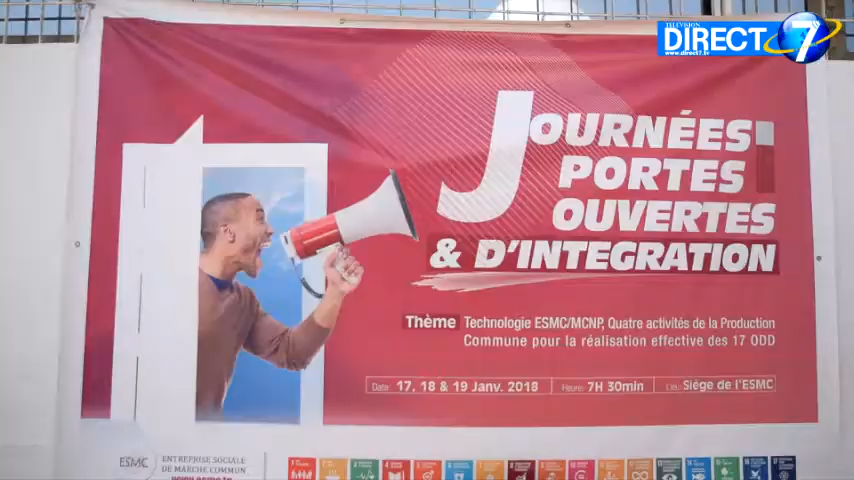 TELEVISION
DIRECT7
www.direct7.tv
JOURNÉES
PORTES
OUVERTES
& D'INTEGRATION
Thème Technologie ESMC/MCNP, Quatre activités de la Production
Commune pour la réalisation effective des 17 ODD
Date: 17, 18 & 19 Janv. 2018 Heure: 7H 30min Lieu: Siège de l'ESMC
ESMC ENTREPRISE SOCIALE
DE MARCHE COMMUN